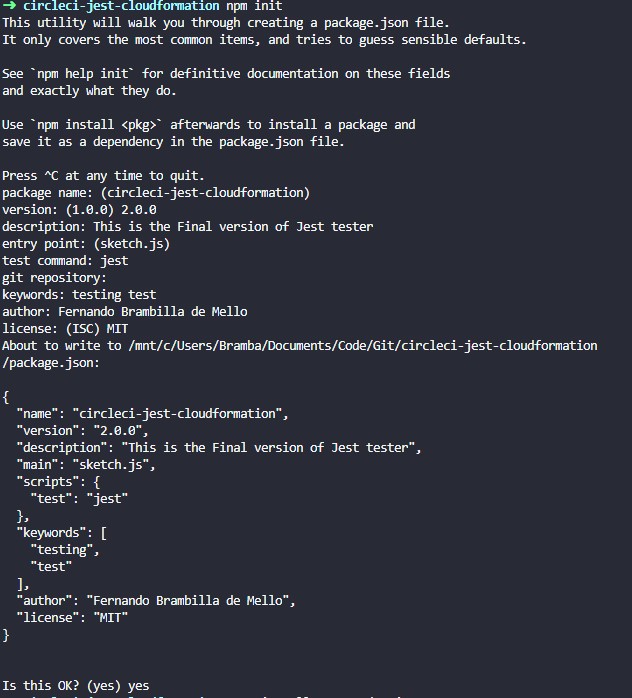 ➜ circleci-jest-cloudformation npm init
This utility will walk you through creating a package.json file.
It only covers the most common items, and tries to guess sensible defaults.
See `npm help init` for definitive documentation on these fields
and exactly what they do.
Use `npm install <pkg>` afterwards to install a package and
save it as a dependency in the package.json file.
Press ^C at any time to quit.
package name: (circleci-jest-cloudformation)
version: (1.0.0) 2.0.0
description: This is the Final version of Jest tester
entry point: (sketch.js)
test command: jest
git repository:
keywords: testing test
author: Fernando Brambilla de Mello
license: (ISC) MIT
About to write to /mnt/c/Users/Bramba/Documents/Code/Git/circleci-jest-cloudformation
/package.json:
{
  "name": "circleci-jest-cloudformation",
  "version": "2.0.0",
  "description": "This is the Final version of Jest tester",
  "main": "sketch.js",
  "scripts": {
    "test": "jest"
  },
  "keywords": [
    "testing",
    "test"
  ],
  "author": "Fernando Brambilla de Mello",
  "license": "MIT"
}
Is this OK? (yes) yes